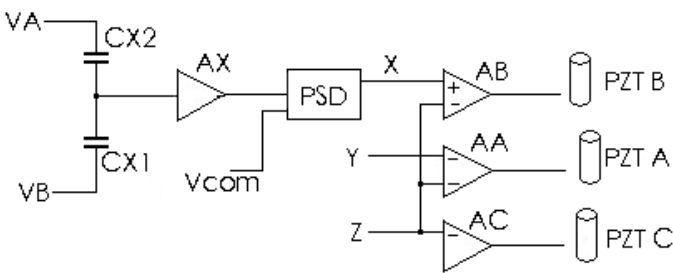 VA
CX2
AX
X
AB
PZT B
PSD
+
-
CX1
Y
AA
-
-
PZT A
VB
Vcom
Z
AC
-
PZT C